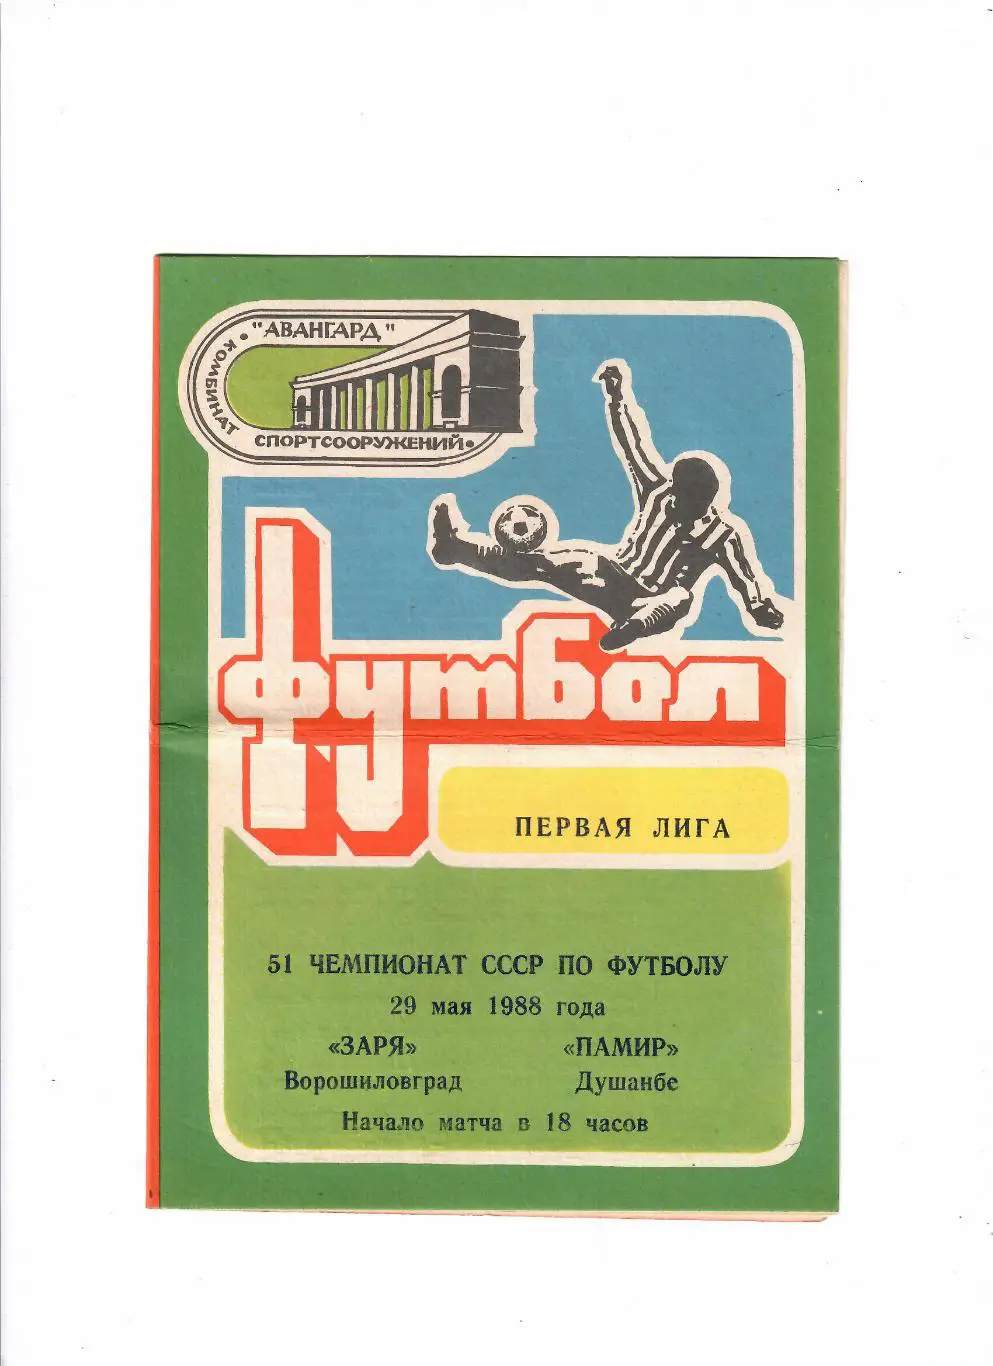 "АВАНГАРД"
• КОМБИНАТ
СПОРТСООРУЖЕНИЙ •
футбол
ПЕРВАЯ ЛИГА
51 ЧЕМПИОНАТ СССР ПО ФУТБОЛУ
29 мая 1988 года
«ЗАРЯ» «ПАМИР»
Ворошиловград Душанбе
Начало матча в 18 часов